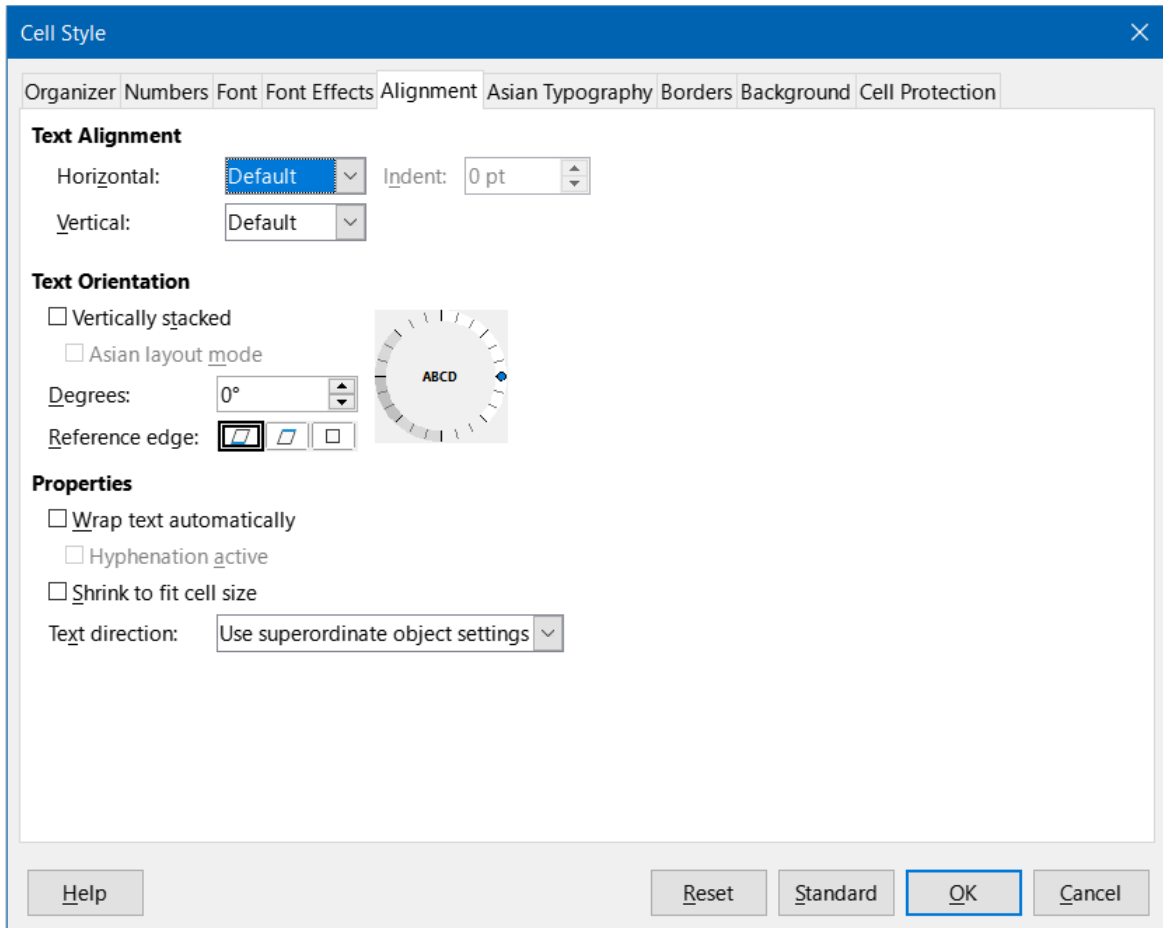 Cell Style
Organizer Numbers Font Font Effects Alignment Asian Typography Borders Background Cell Protection
Text Alignment
Horizontal: Default Indent: 0 pt
Vertical: Default
Text Orientation
Vertically stacked
Asian layout mode
ABCD
Degrees: 0°
Reference edge:
Properties
Wrap text automatically
Hyphenation active
Shrink to fit cell size
Text direction: Use superordinate object settings
Help Reset Standard OK Cancel